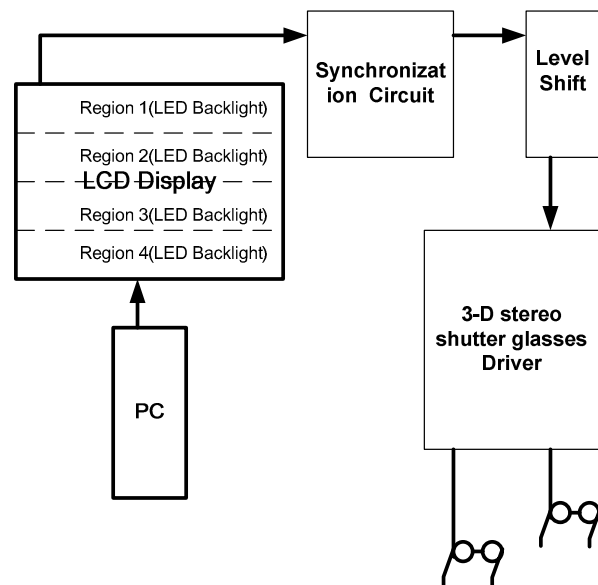 Region 1(LED Backlight)
Region 2(LED Backlight)
LCD Display
Region 3(LED Backlight)
Region 4(LED Backlight)
Synchronizat
ion Circuit
Level
Shift
3-D stereo
shutter glasses
Driver
PC